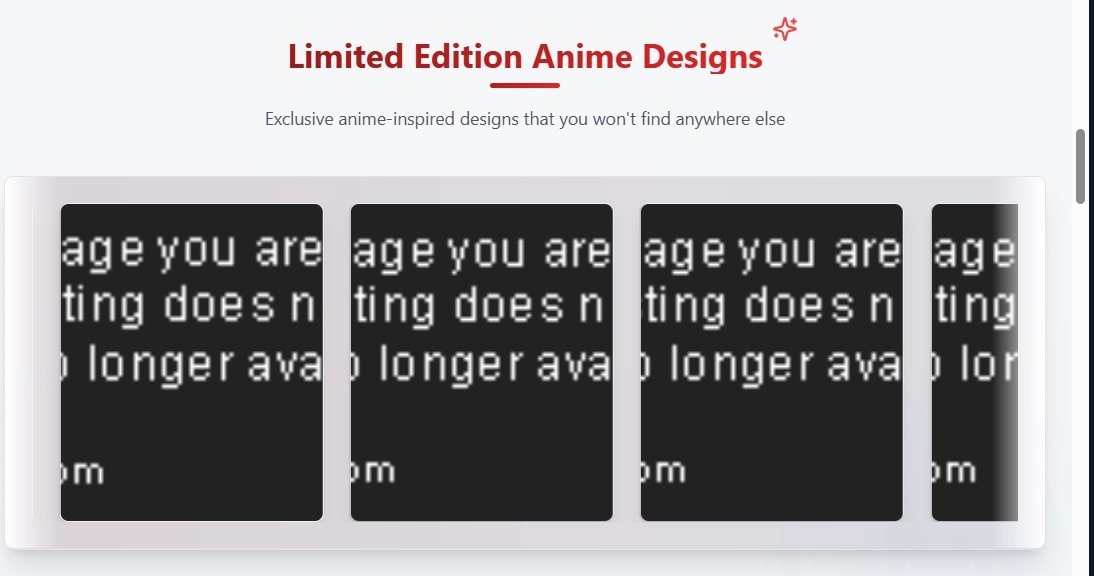 Limited Edition Anime Designs
Exclusive anime-inspired designs that you won't find anywhere else
age you are
ting does n
longer ava
om
age you are
ting does n
longer ava
om
age you are
ting does n
longer ava
om
age
ting
lor
om